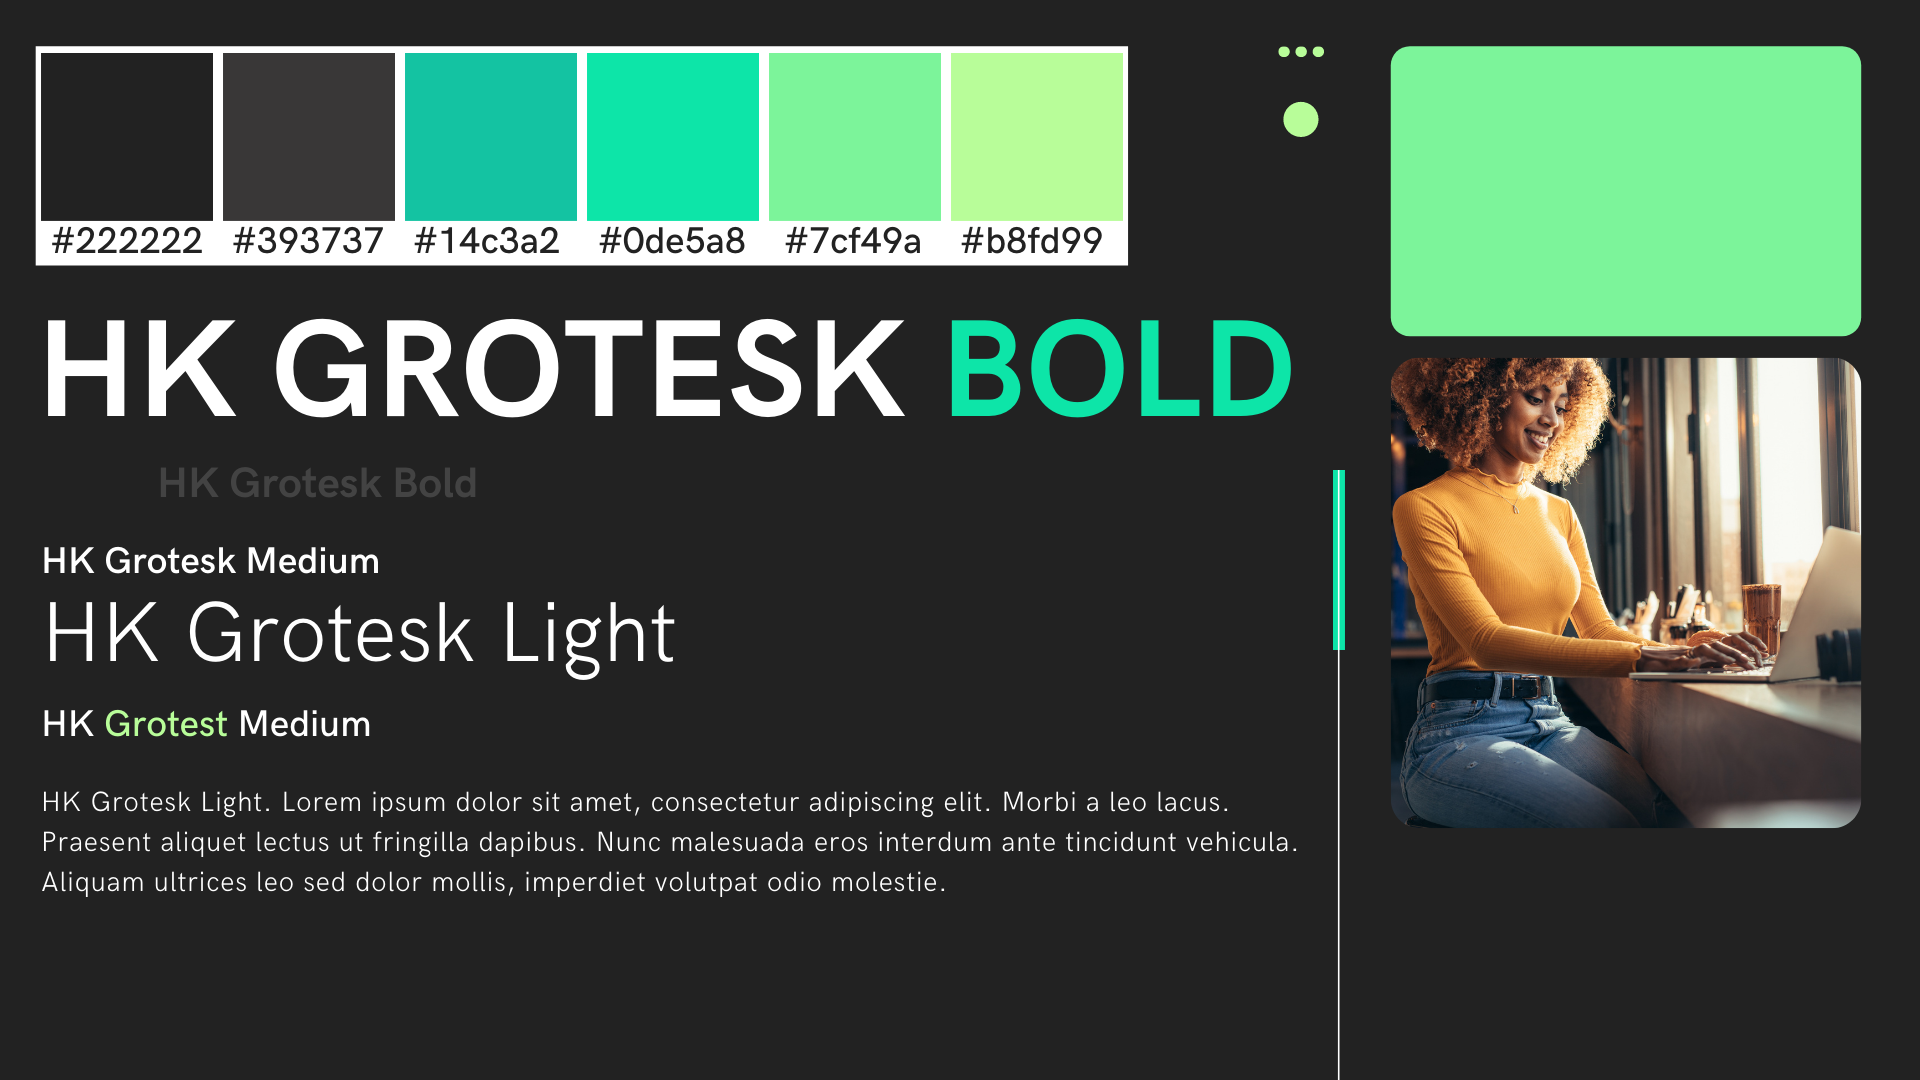 #222222 #393737 #14c3a2 #0de5a8 #7cf49a #b8fd99
HK GROTESK BOLD
HK Grotesk Bold
HK Grotesk Medium
HK Grotesk Light
HK Grotest Medium
HK Grotesk Light. Lorem ipsum dolor sit amet, consectetur adipiscing elit. Morbi a leo lacus.
Praesent aliquet lectus ut fringilla dapibus. Nunc malesuada eros interdum ante tincidunt vehicula.
Aliquam ultrices leo sed dolor mollis, imperdiet volutpat odio molestie.